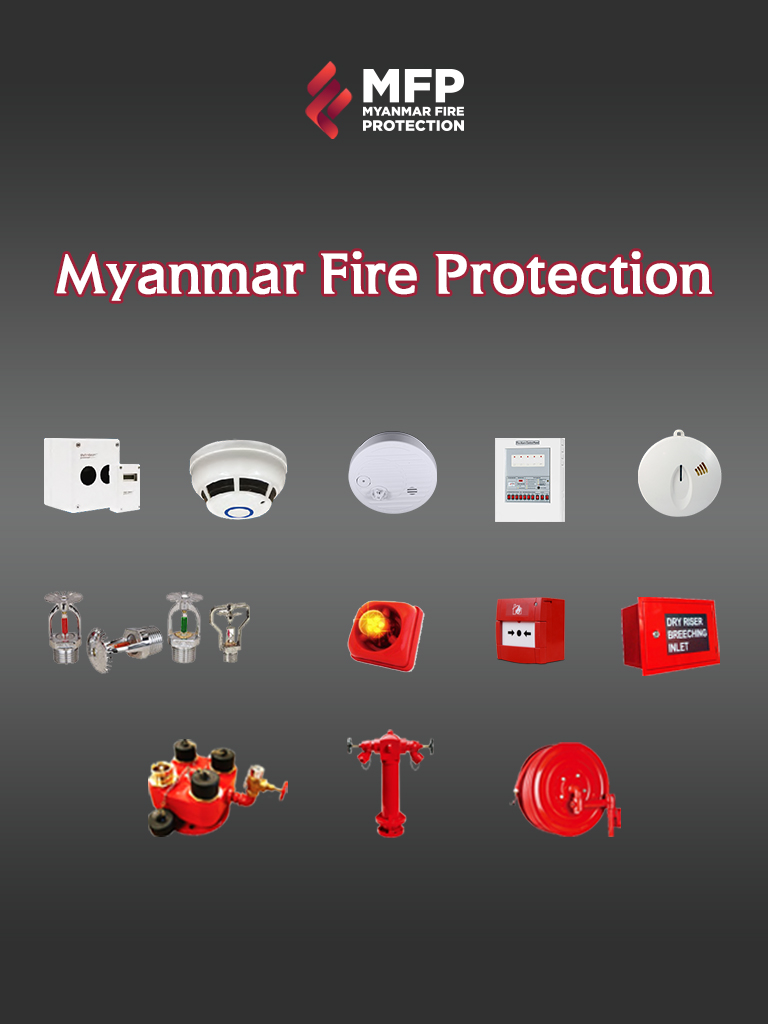 MFP
MYANMAR FIRE
PROTECTION
Myanmar Fire Protection
DRY RISER
BREECHING
INLET